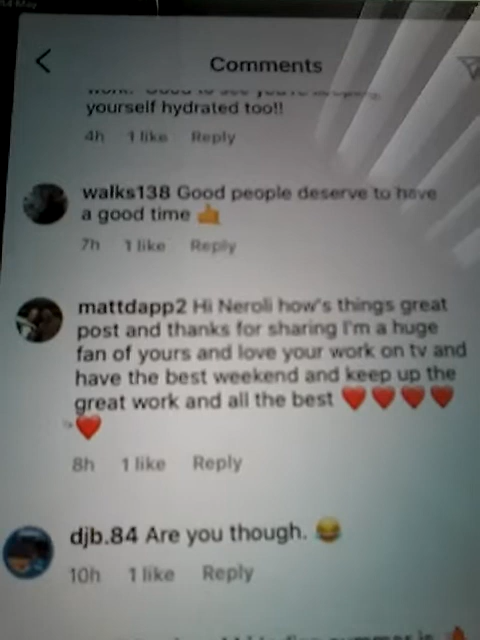 Comments
yourself hydrated too!!
4h 1 like Reply
walks138 Good people deserve to have
a good time 👍
7h 1 like Reply
mattdapp2 Hi Neroli how's things great
post and thanks for sharing I'm a huge
fan of yours and love your work on tv and
have the best weekend and keep up the
great work and all the best ❤️❤️❤️❤️
❤️
8h 1 like Reply
djb.84 Are you though. 😂
10h 1 like Reply